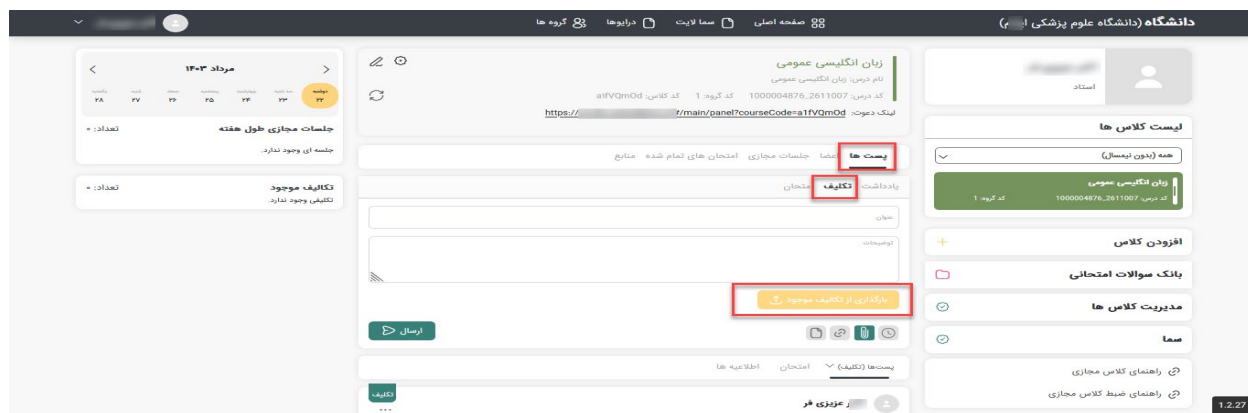 دانشگاه (دانشگاه علوم پزشکی
صفحه اصلی
سما لایت
درایوها
گروه ها
استاد
لیست کلاس ها
همه (بدون نیمسال)
زبان انگلیسی عمومی
کد درس: 2611007_1000004876 کد گروه: 1
افزودن کلاس
بانک سوالات امتحانی
مدیریت کلاس ها
سما
راهنمای کلاس مجازی
راهنمای ضبط کلاس مجازی
زبان انگلیسی عمومی
نام درس: زبان انگلیسی عمومی
کد درس: 2611007_1000004876 کد گروه: 1 کد کلاس: a1fVQmOd
لینک دعوت: https:// f/main/panel?courseCode=a1fVQmOd
پست ها اعضا جلسات مجازی امتحان های تمام شده منابع
یادداشت تکلیف امتحان
عنوان
توضیحات
بارگذاری از تکالیف موجود
ارسال
پست‌ها (تکلیف) امتحان اطلاعیه ها
تکلیف
عزیزی فر
مرداد ۱۴۰۳
دوشنبه سه شنبه چهارشنبه پنجشنبه جمعه شنبه یکشنبه
۲۲ ۲۳ ۲۴ ۲۵ ۲۶ ۲۷ ۲۸
جلسات مجازی طول هفته تعداد: ۰
جلسه ای وجود ندارد.
تکالیف موجود تعداد: ۰
تکلیفی وجود ندارد.
1.2.27